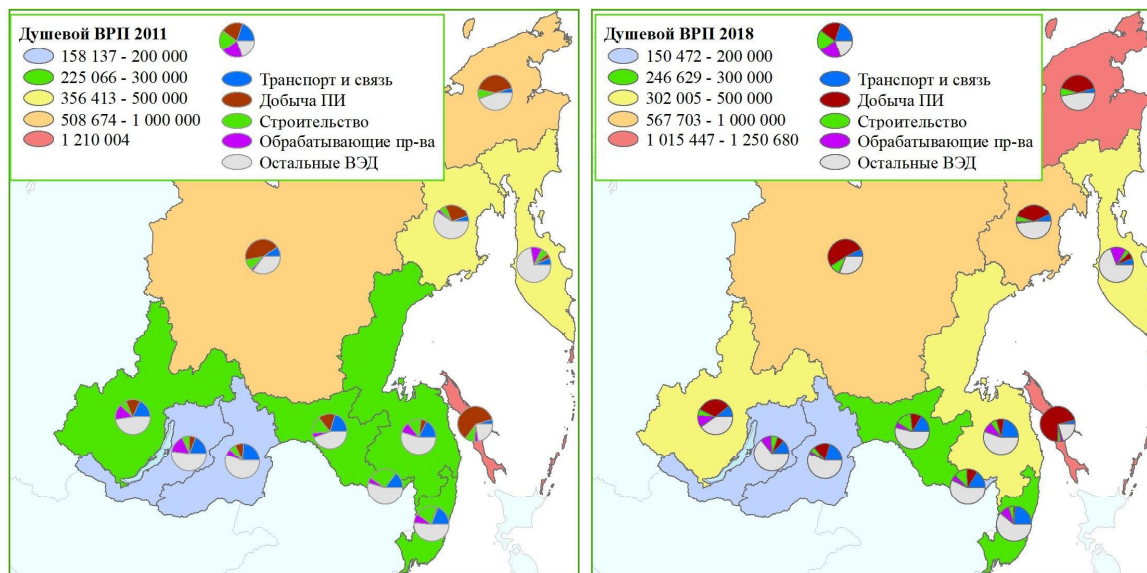 Душевой ВРП 2011
158 137 - 200 000
225 066 - 300 000
356 413 - 500 000
508 674 - 1 000 000
1 210 004
Транспорт и связь
Добыча ПИ
Строительство
Обрабатывающие пр-ва
Остальные ВЭД
Душевой ВРП 2018
150 472 - 200 000
246 629 - 300 000
302 005 - 500 000
567 703 - 1 000 000
1 015 447 - 1 250 680
Транспорт и связь
Добыча ПИ
Строительство
Обрабатывающие пр-ва
Остальные ВЭД